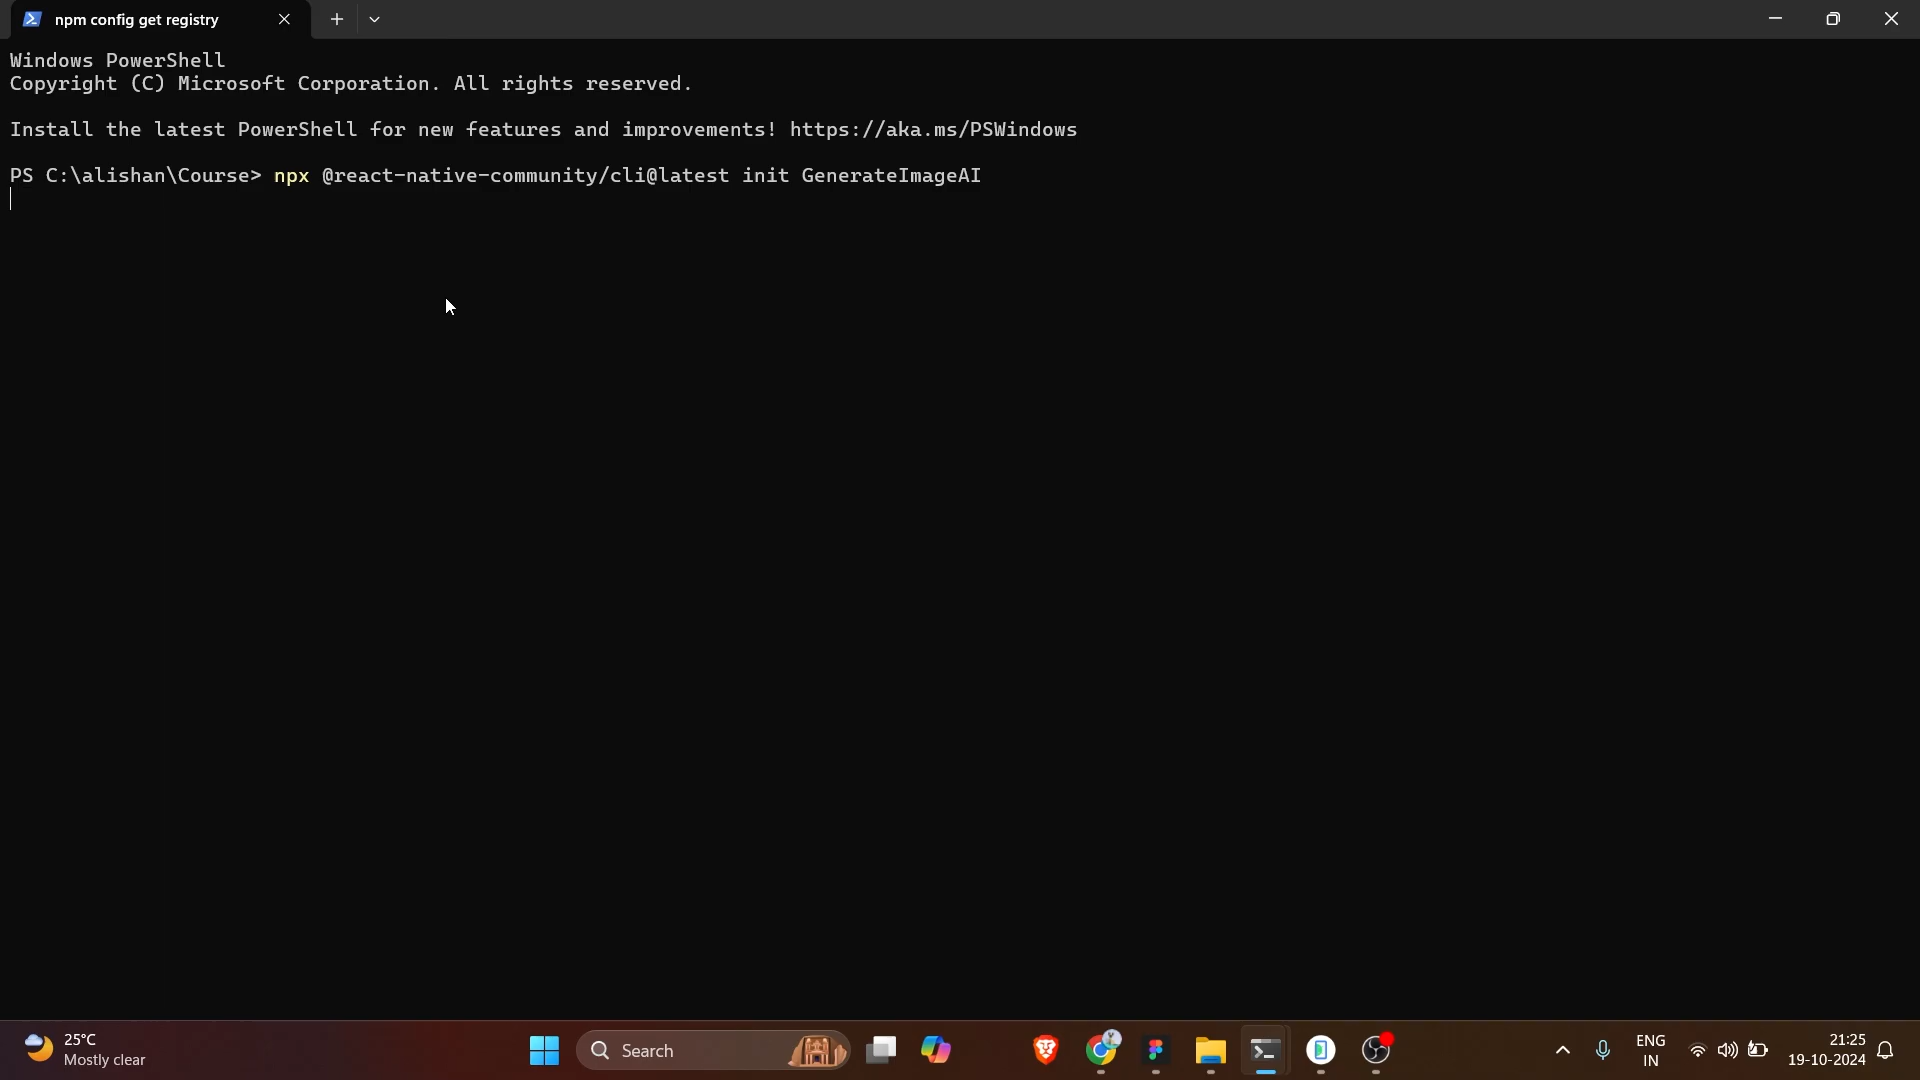 npm config get registry
Windows PowerShell
Copyright (C) Microsoft Corporation. All rights reserved.
Install the latest PowerShell for new features and improvements! https://aka.ms/PSWindows
PS C:\alishan\Course> npx @react-native-community/cli@latest init GenerateImageAI
25°C
Mostly clear
Search
ENG
IN
21:25
19-10-2024